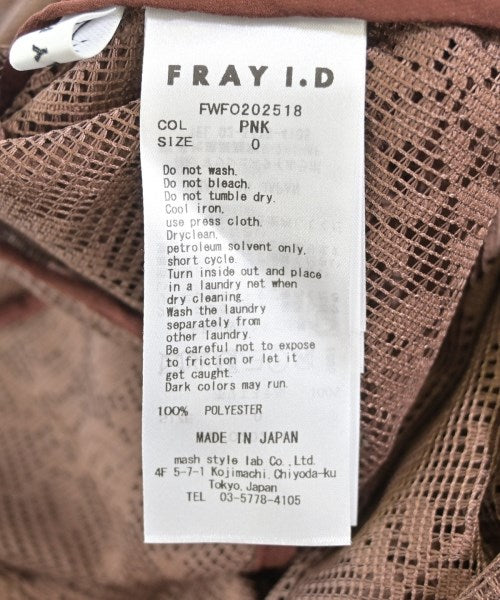 FRAY I.D
FWFO202518
COL PNK
SIZE 0
Do not wash.
Do not bleach.
Do not tumble dry.
Cool iron.
use press cloth.
Dryclean.
petroleum solvent only.
short cycle.
Turn inside out and place
in a laundry net when
dry cleaning
Wash the laundry
separately from
other laundry.
Be careful not to expose
to friction or let it
get caught.
Dark colors may run.
100% POLYESTER
MADE IN JAPAN
mash style lab Co.,Ltd.
4F 5-7-1 Kojimachi,Chiyoda-ku
Tokyo,Japan
TEL 03-5778-4105